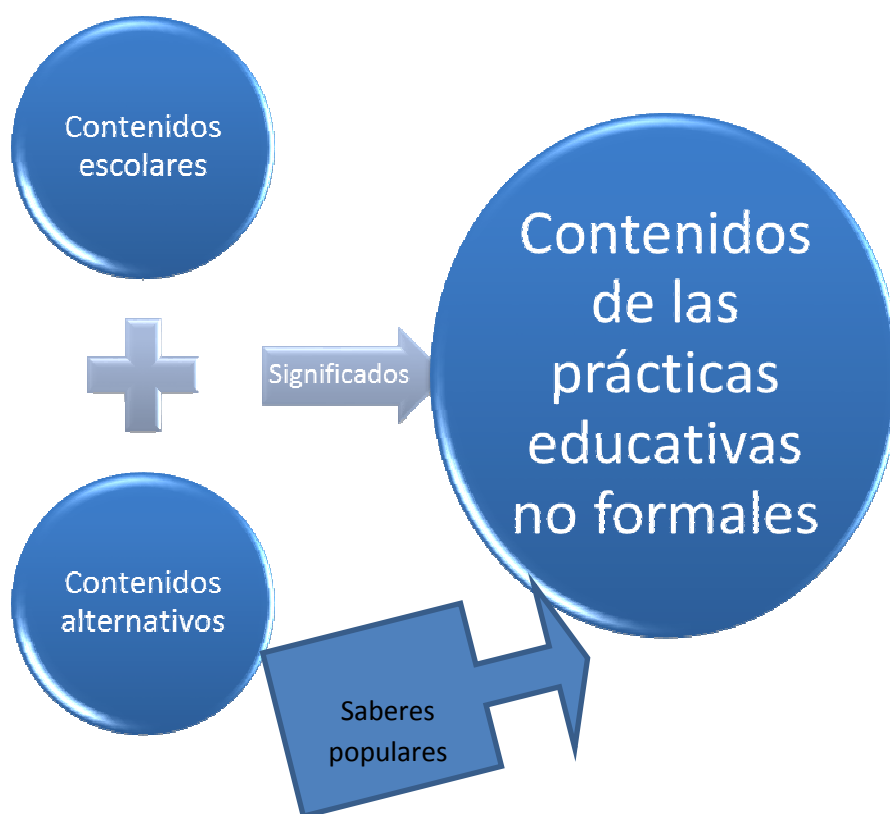 Contenidos
escolares
Significados
Contenidos
alternativos
Contenidos
de las
prácticas
educativas
no formales
Saberes
populares